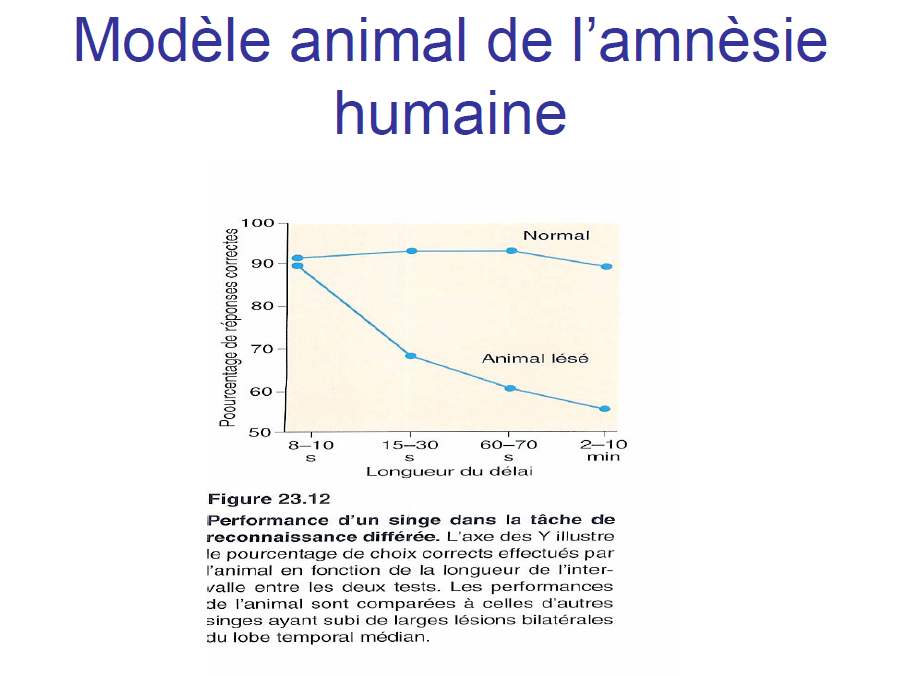 Modèle animal de l’amnèsie
humaine
100
90
80
70
60
50
Poourcentage de réponses correctes
Normal
Animal lésé
8–10 15–30 60–70 2–10
s s s min
Longueur du délai
Figure 23.12
Performance d’un singe dans la tâche de
reconnaissance différée. L’axe des Y illustre
le pourcentage de choix corrects effectués par
l’animal en fonction de la longueur de l’inter-
valle entre les deux tests. Les performances
de l’animal sont comparées à celles d’autres
singes ayant subi de larges lésions bilatérales
du lobe temporal médian.